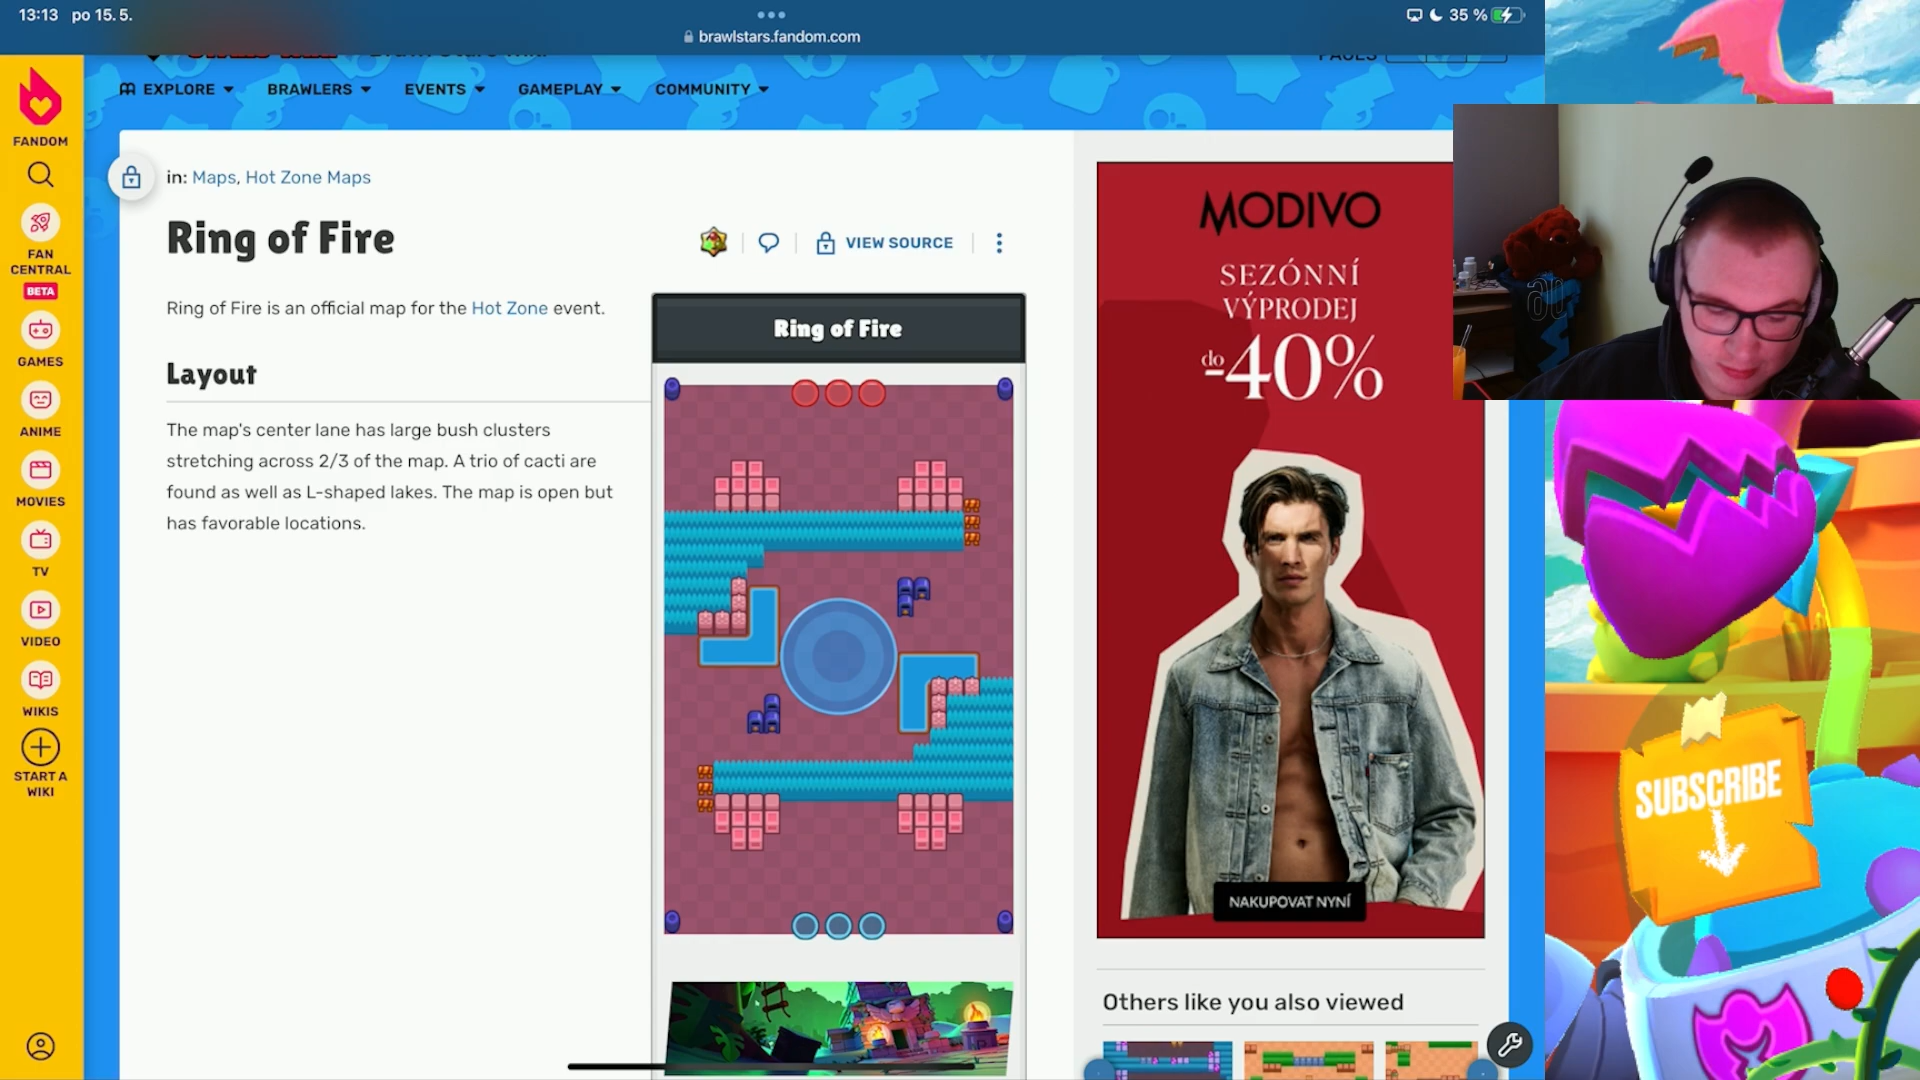 13:13 po 15. 5.
35 %
brawlstars.fandom.com
EXPLORE
BRAWLERS
EVENTS
GAMEPLAY
COMMUNITY
PAGES
FANDOM
FAN
CENTRAL
BETA
GAMES
ANIME
MOVIES
TV
VIDEO
WIKIS
START A
WIKI
in: Maps, Hot Zone Maps
Ring of Fire
VIEW SOURCE
Ring of Fire is an official map for the Hot Zone event.
Layout
The map's center lane has large bush clusters
stretching across 2/3 of the map. A trio of cacti are
found as well as L-shaped lakes. The map is open but
has favorable locations.
Ring of Fire
MODIVO
SEZÓNNÍ
VÝPRODEJ
do
-40%
NAKUPOVAT NYNÍ
Others like you also viewed
SUBSCRIBE